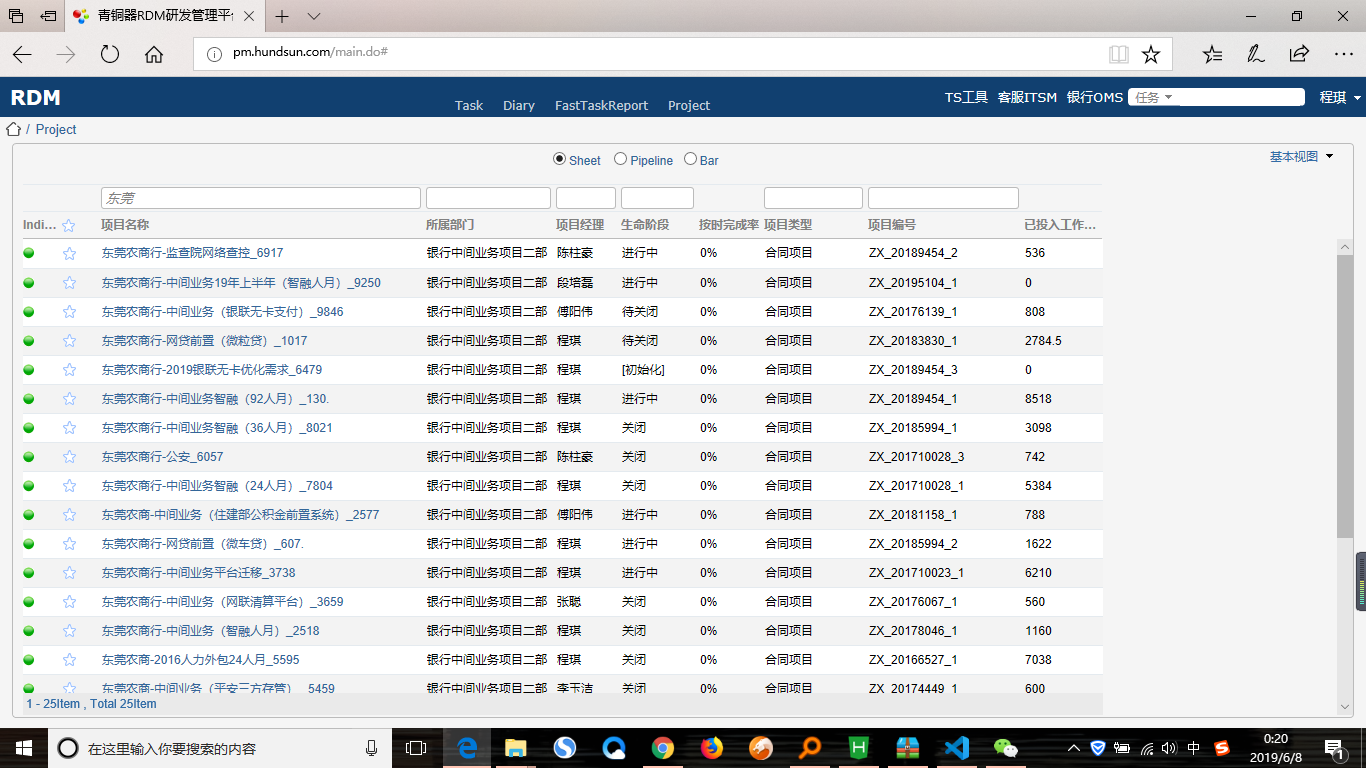 青铜器RDM研发管理平台
pm.hundsun.com/main.do#
RDM Task Diary FastTaskReport Project TS工具 客服ITSM 银行OMS 任务 程琪
/ Project
Sheet Pipeline Bar 基本视图
东莞
Indi... 项目名称 所属部门 项目经理 生命阶段 按时完成率 项目类型 项目编号 已投入工作...
东莞农商行-监查院网络查控_6917 银行中间业务项目二部 陈柱豪 进行中 0% 合同项目 ZX_20189454_2 536
东莞农商行-中间业务19年上半年（智融人月）_9250 银行中间业务项目二部 段培磊 进行中 0% 合同项目 ZX_20195104_1 0
东莞农商行-中间业务（银联无卡支付）_9846 银行中间业务项目二部 傅阳伟 待关闭 0% 合同项目 ZX_20176139_1 808
东莞农商行-网贷前置（微粒贷）_1017 银行中间业务项目二部 程琪 待关闭 0% 合同项目 ZX_20183830_1 2784.5
东莞农商行-2019银联无卡优化需求_6479 银行中间业务项目二部 程琪 [初始化] 0% 合同项目 ZX_20189454_3 0
东莞农商行-中间业务智融（92人月）_130. 银行中间业务项目二部 程琪 进行中 0% 合同项目 ZX_20189454_1 8518
东莞农商行-中间业务智融（36人月）_8021 银行中间业务项目二部 程琪 关闭 0% 合同项目 ZX_20185994_1 3098
东莞农商行-公安_6057 银行中间业务项目二部 陈柱豪 关闭 0% 合同项目 ZX_201710028_3 742
东莞农商行-中间业务智融（24人月）_7804 银行中间业务项目二部 程琪 关闭 0% 合同项目 ZX_201710028_1 5384
东莞农商-中间业务（住建部公积金前置系统）_2577 银行中间业务项目二部 傅阳伟 进行中 0% 合同项目 ZX_20181158_1 788
东莞农商行-网贷前置（微车贷）_607. 银行中间业务项目二部 程琪 进行中 0% 合同项目 ZX_20185994_2 1622
东莞农商行-中间业务平台迁移_3738 银行中间业务项目二部 程琪 进行中 0% 合同项目 ZX_201710023_1 6210
东莞农商行-中间业务（网联清算平台）_3659 银行中间业务项目二部 张聪 关闭 0% 合同项目 ZX_20176067_1 560
东莞农商行-中间业务（智融人月）_2518 银行中间业务项目二部 程琪 关闭 0% 合同项目 ZX_20178046_1 1160
东莞农商-2016人力外包24人月_5595 银行中间业务项目二部 程琪 关闭 0% 合同项目 ZX_20166527_1 7038
东莞农商-中间业务（平安三方存管）_5459 银行中间业务项目二部 李玉洁 关闭 0% 合同项目 ZX_20174449_1 600
1 - 25Item , Total 25Item
在这里输入你要搜索的内容 中 0:20
2019/6/8 1